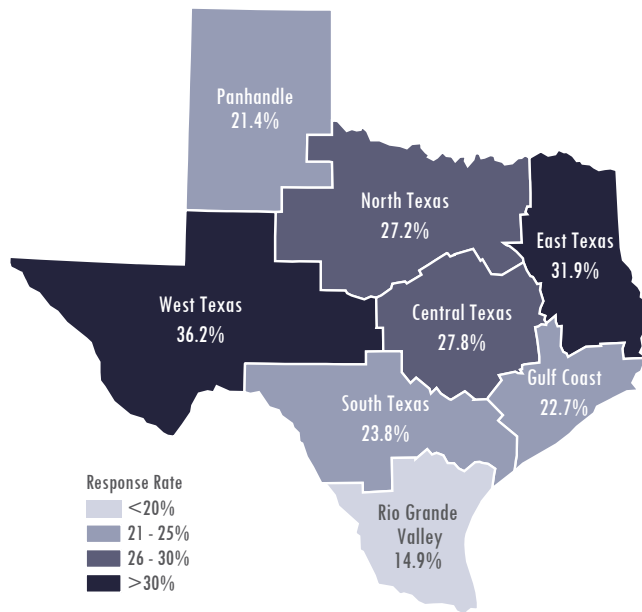 Panhandle
21.4%
North Texas
27.2%
East Texas
31.9%
West Texas
36.2%
Central Texas
27.8%
Gulf Coast
22.7%
South Texas
23.8%
Rio Grande
Valley
14.9%
Response Rate
<20%
21 - 25%
26 - 30%
>30%